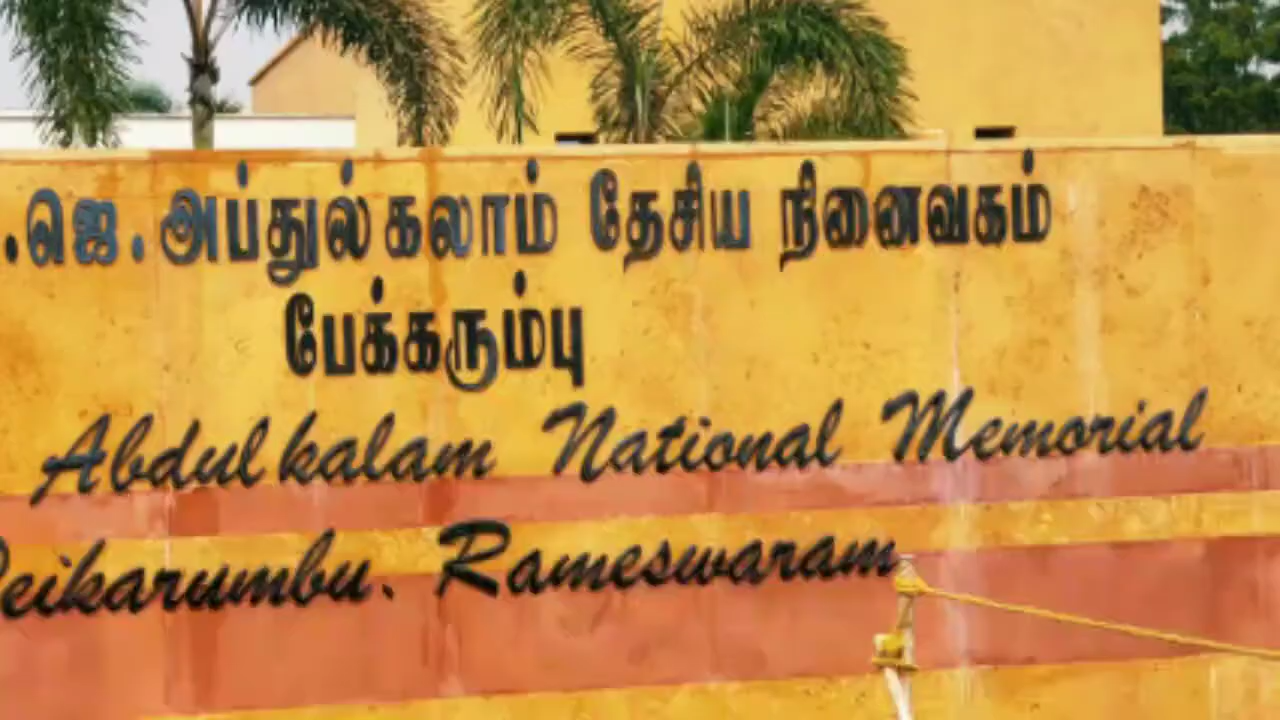 .ஜெ.அப்துல்கலாம் தேசிய நினைவகம்
பேக்கரும்பு
Abdulkalam National Memorial
Peikarumbu. Rameswaram